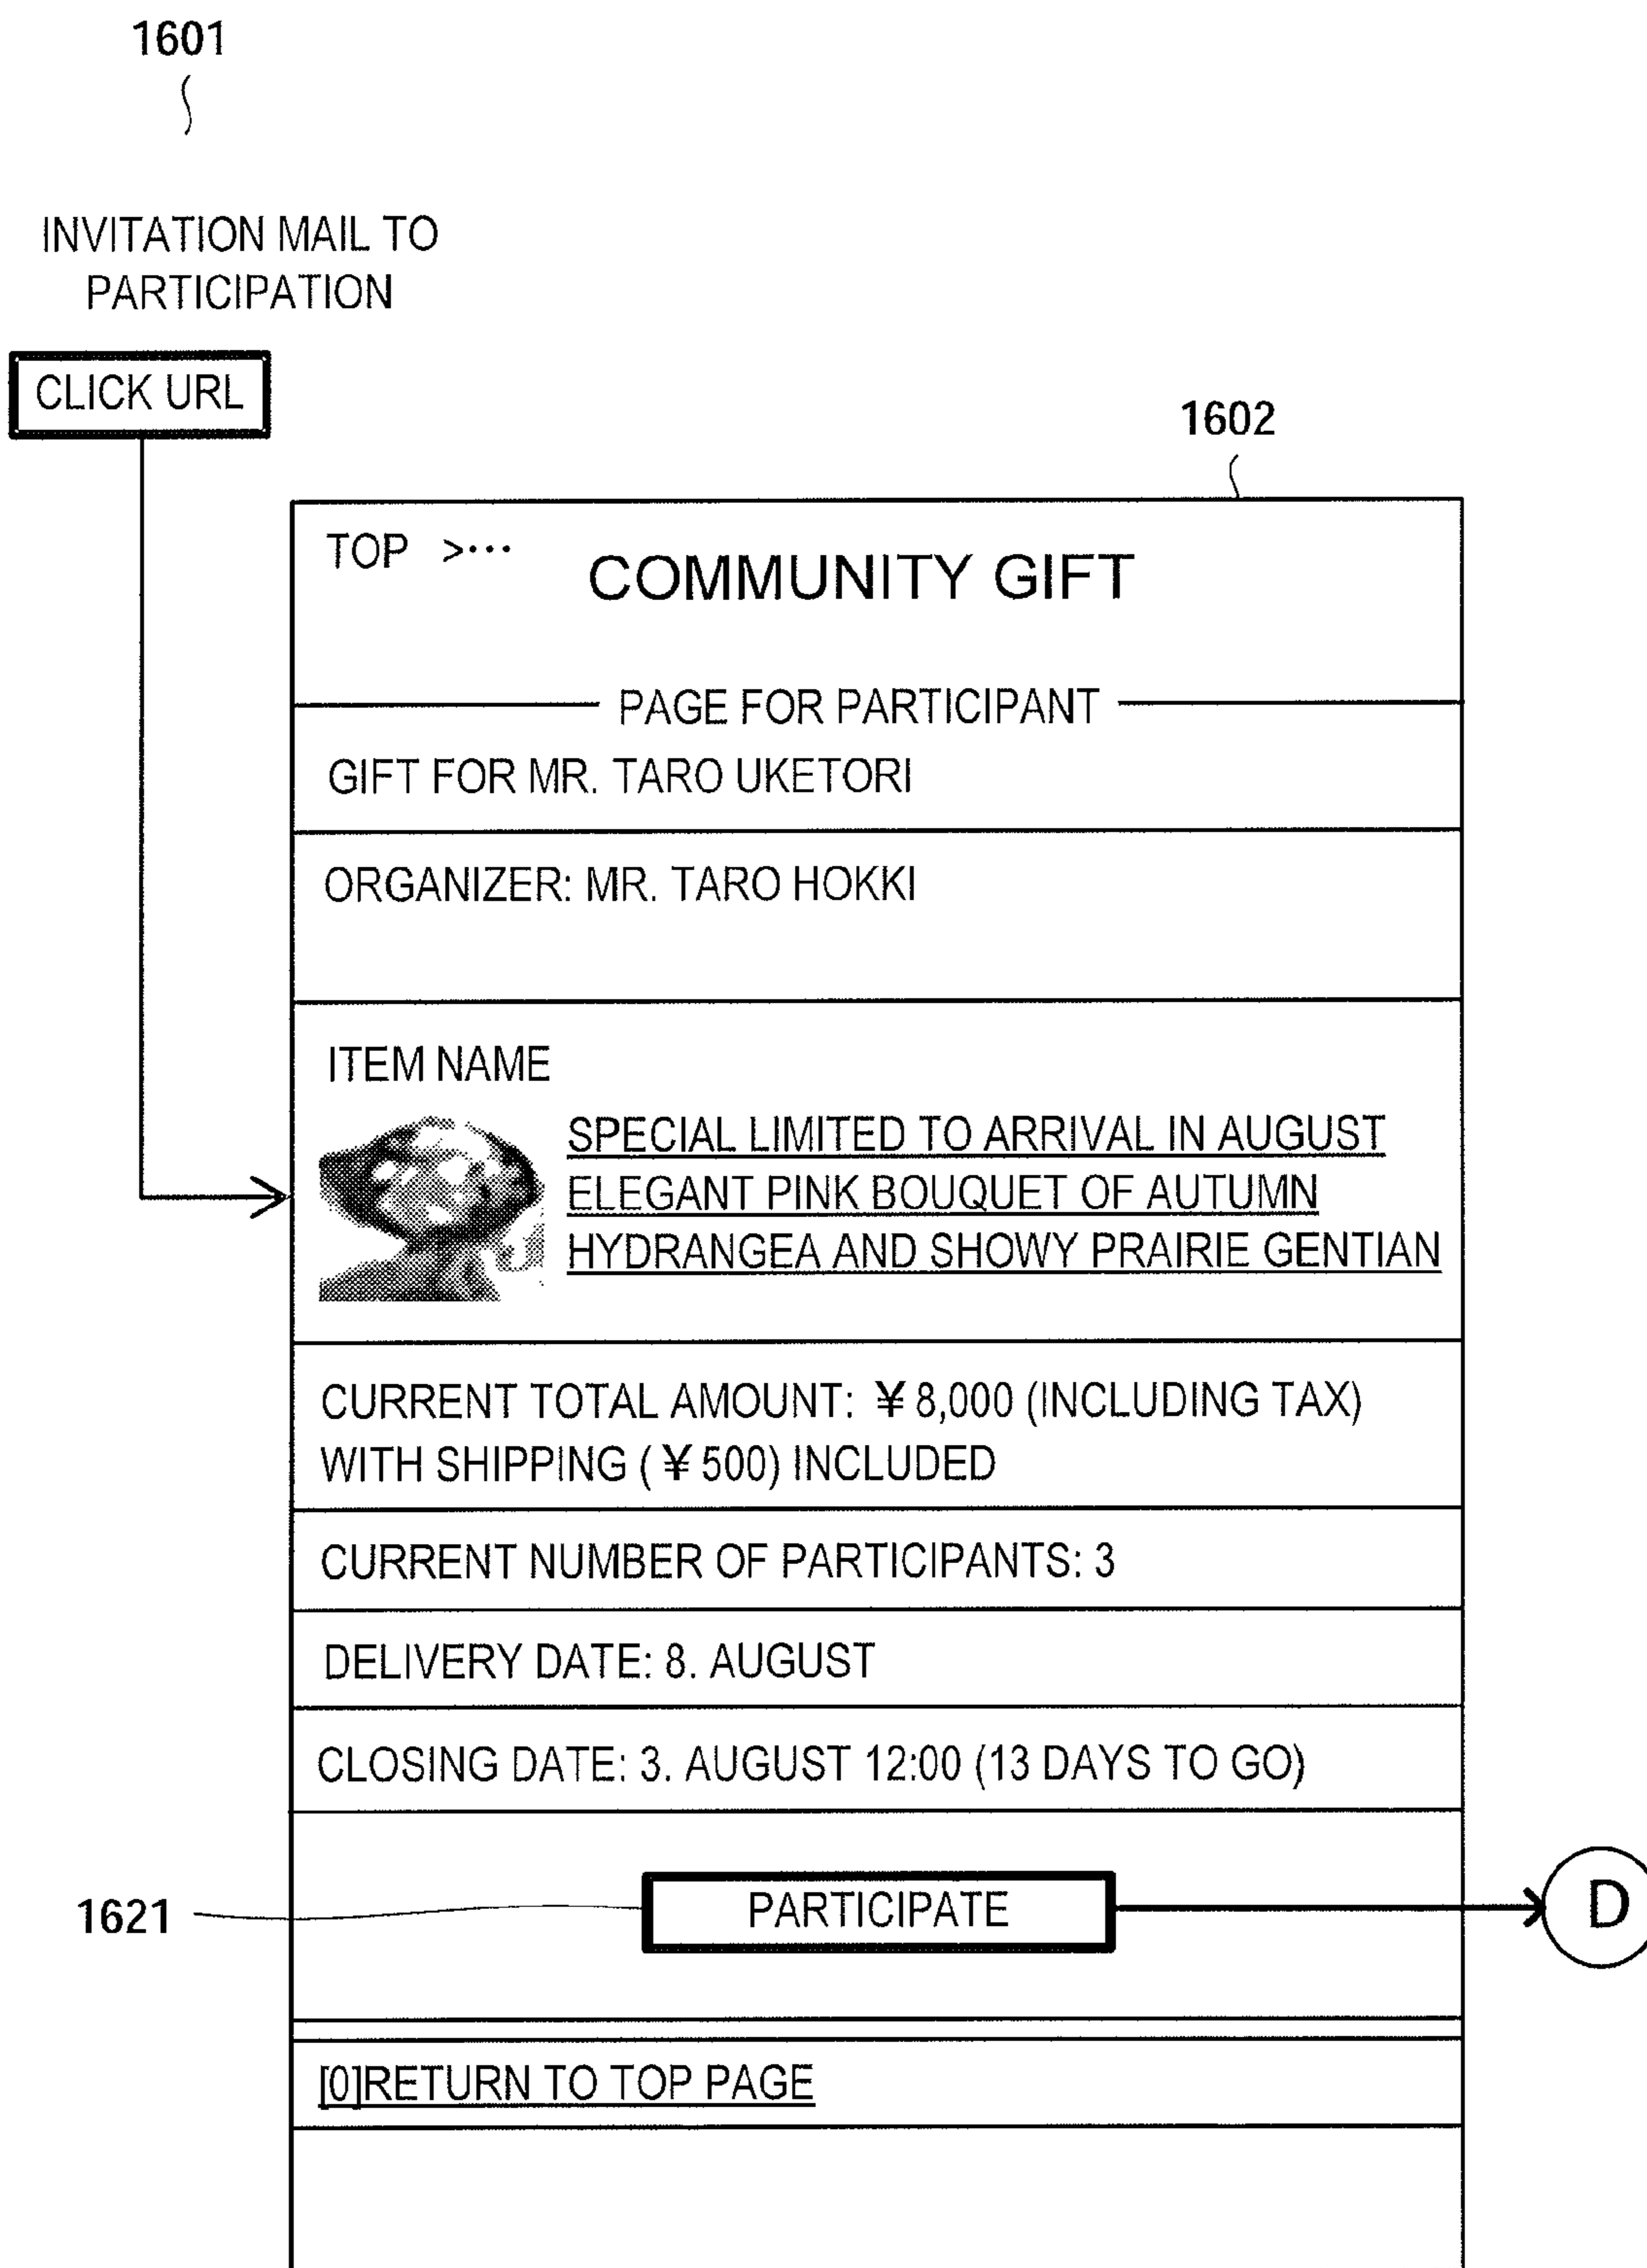 1601
INVITATION MAIL TO
PARTICIPATION
CLICK URL
1602
TOP >···
COMMUNITY GIFT
PAGE FOR PARTICIPANT
GIFT FOR MR. TARO UKETORI
ORGANIZER: MR. TARO HOKKI
ITEM NAME
SPECIAL LIMITED TO ARRIVAL IN AUGUST
ELEGANT PINK BOUQUET OF AUTUMN
HYDRANGEA AND SHOWY PRAIRIE GENTIAN
CURRENT TOTAL AMOUNT: ¥8,000 (INCLUDING TAX)
WITH SHIPPING (¥500) INCLUDED
CURRENT NUMBER OF PARTICIPANTS: 3
DELIVERY DATE: 8. AUGUST
CLOSING DATE: 3. AUGUST 12:00 (13 DAYS TO GO)
1621
PARTICIPATE
D
[0]RETURN TO TOP PAGE